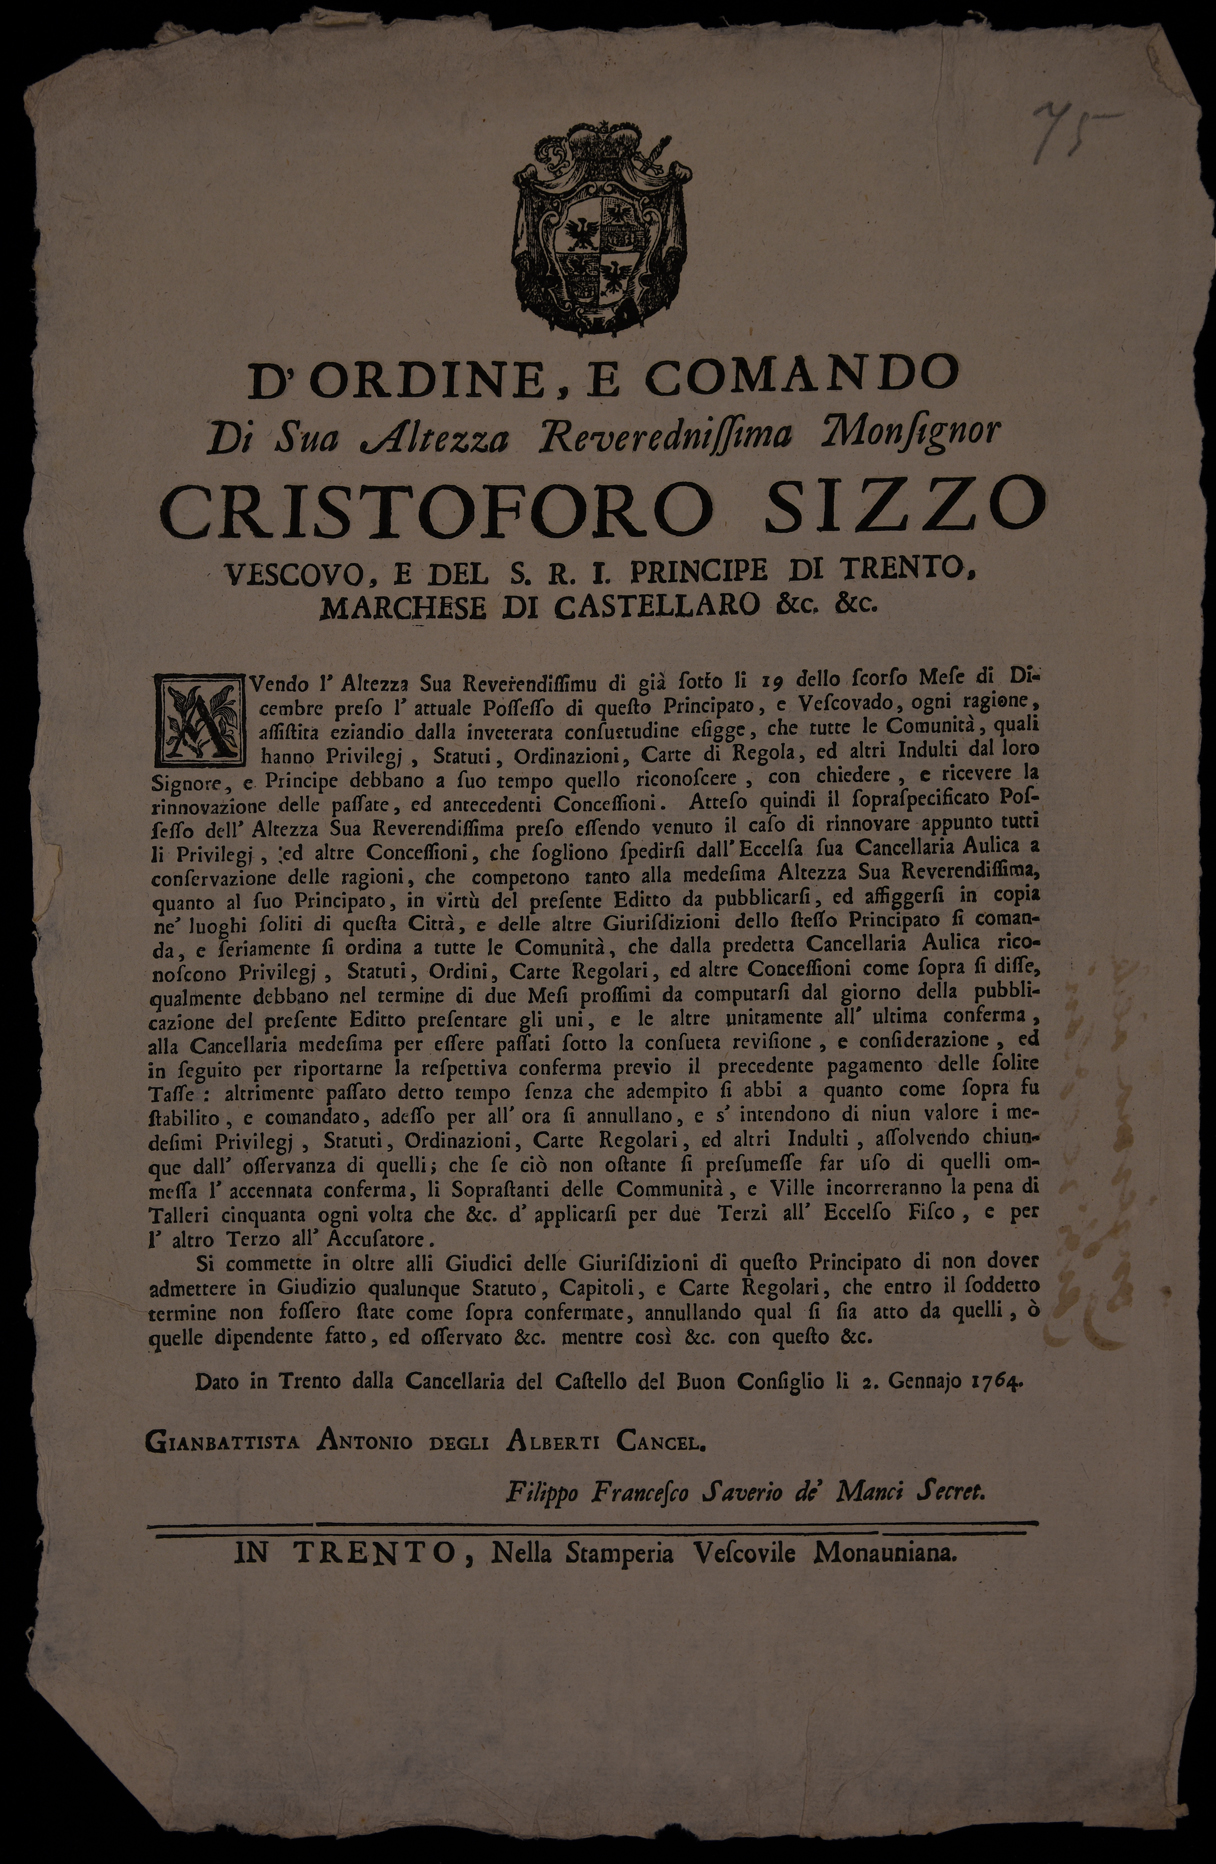 75
D' ORDINE, E COMANDO
Di Sua Altezza Reveredniſſima Monſignor
CRISTOFORO SIZZO
VESCOVO, E DEL S. R. I. PRINCIPE DI TRENTO,
MARCHESE DI CASTELLARO &c. &c.
AVendo l' Altezza Sua Reverendiſſimu di già ſotto li 19 dello ſcorſo Meſe di Di-
cembre preſo l' attuale Poſſeſſo di queſto Principato, e Veſcovado, ogni ragione,
aſſiſtita eziandio dalla inveterata conſuetudine eſigge, che tutte le Comunità, quali
hanno Privilegj, Statuti, Ordinazioni, Carte di Regola, ed altri Indulti dal loro
Signore, e Principe debbano a ſuo tempo quello riconoſcere, con chiedere, e ricevere la
rinnovazione delle paſſate, ed antecedenti Conceſſioni. Atteſo quindi il ſopraſpecificato Poſ-
ſeſſo dell' Altezza Sua Reverendiſſima preſo eſſendo venuto il caſo di rinnovare appunto tutti
li Privilegj, ed altre Conceſſioni, che ſogliono ſpedirſi dall' Eccelſa ſua Cancellaria Aulica a
conſervazione delle ragioni, che competono tanto alla medeſima Altezza Sua Reverendiſſima,
quanto al ſuo Principato, in virtù del preſente Editto da pubblicarſi, ed affiggerſi in copia
ne' luoghi ſoliti di queſta Città, e delle altre Giuriſdizioni dello ſteſſo Principato ſi coman-
da, e ſeriamente ſi ordina a tutte le Comunità, che dalla predetta Cancellaria Aulica rico-
noſcono Privilegj, Statuti, Ordini, Carte Regolari, ed altre Conceſſioni come ſopra ſi diſſe,
qualmente debbano nel termine di due Meſi proſſimi da computarſi dal giorno della pubbli-
cazione del preſente Editto preſentare gli uni, e le altre unitamente all' ultima conferma,
alla Cancellaria medeſima per eſſere paſſati ſotto la conſueta reviſione, e conſiderazione, ed
in ſeguito per riportarne la reſpettiva conferma previo il precedente pagamento delle ſolite
Taſſe: altrimente paſſato detto tempo ſenza che adempito ſi abbi a quanto come ſopra fu
ſtabilito, e comandato, adeſſo per all' ora ſi annullano, e s' intendono di niun valore i me-
deſimi Privilegj, Statuti, Ordinazioni, Carte Regolari, ed altri Indulti, aſſolvendo chiun-
que dall' oſſervanza di quelli; che ſe ciò non oſtante ſi preſumeſſe far uſo di quelli om-
meſſa l' accennata conferma, li Sopraſtanti delle Communità, e Ville incorreranno la pena di
Talleri cinquanta ogni volta che &c. d' applicarſi per due Terzi all' Eccelſo Fiſco, e per
l' altro Terzo all' Accuſatore.
Si commette in oltre alli Giudici delle Giuriſdizioni di queſto Principato di non dover
admettere in Giudizio qualunque Statuto, Capitoli, e Carte Regolari, che entro il ſoddetto
termine non foſſero ſtate come ſopra confermate, annullando qual ſi ſia atto da quelli, ò
quelle dipendente fatto, ed oſſervato &c. mentre così &c. con queſto &c.
Dato in Trento dalla Cancellaria del Caſtello del Buon Conſiglio li 2. Gennajo 1764.
GIANBATTISTA ANTONIO DEGLI ALBERTI CANCEL.
Filippo Franceſco Saverio de' Manci Secret.
IN TRENTO, Nella Stamperia Veſcovile Monauniana.